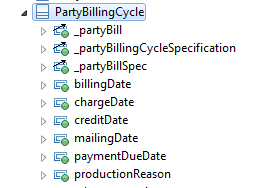 PartyBillingCycle
_partyBill
_partyBillingCycleSpecification
_partyBillSpec
billingDate
chargeDate
creditDate
mailingDate
paymentDueDate
productionReason